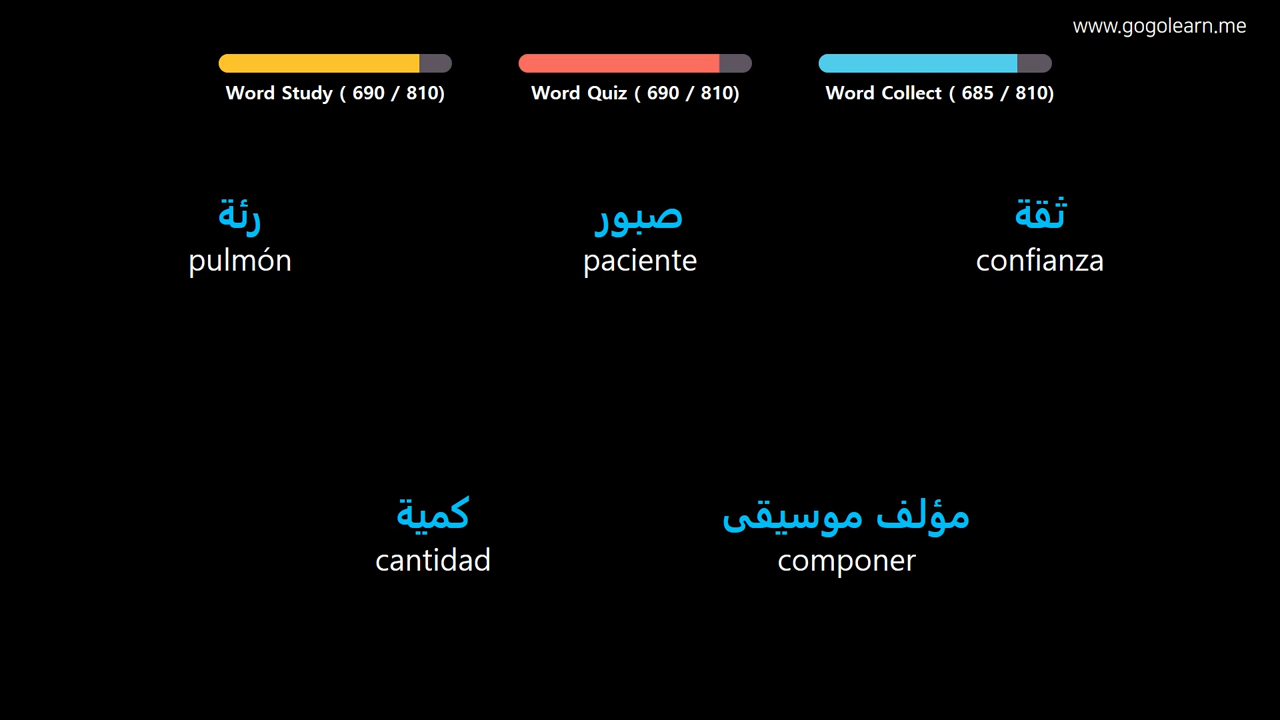 www.gogolearn.me
Word Study ( 690 / 810)
Word Quiz ( 690 / 810)
Word Collect ( 685 / 810)
رئة
pulmón
صبور
paciente
ثقة
confianza
كمية
cantidad
مؤلف موسيقى
componer